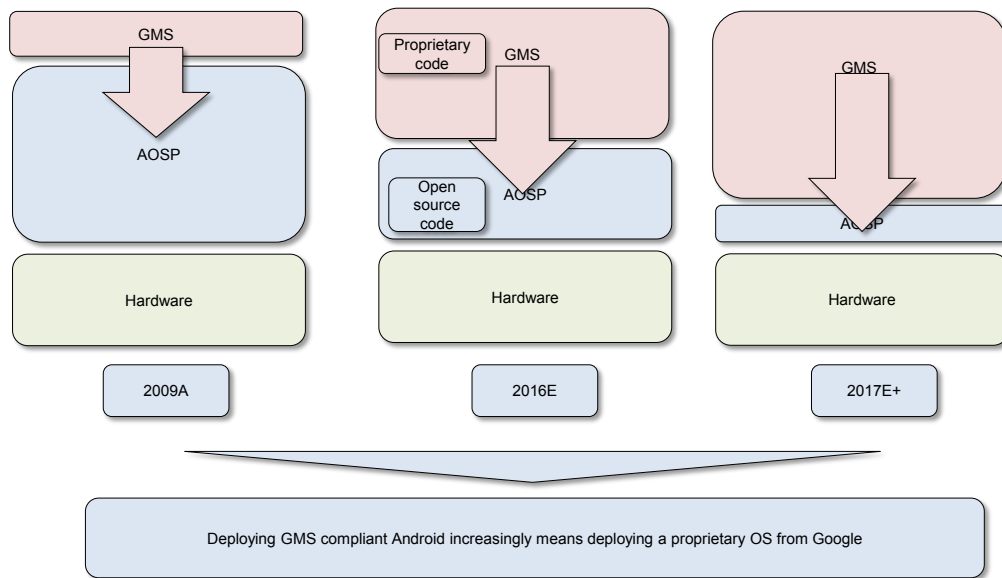 GMS
AOSP
Hardware
2009A
Proprietary
code
GMS
Open
source
code
AOSP
Hardware
2016E
GMS
AOSP
Hardware
2017E+
Deploying GMS compliant Android increasingly means deploying a proprietary OS from Google